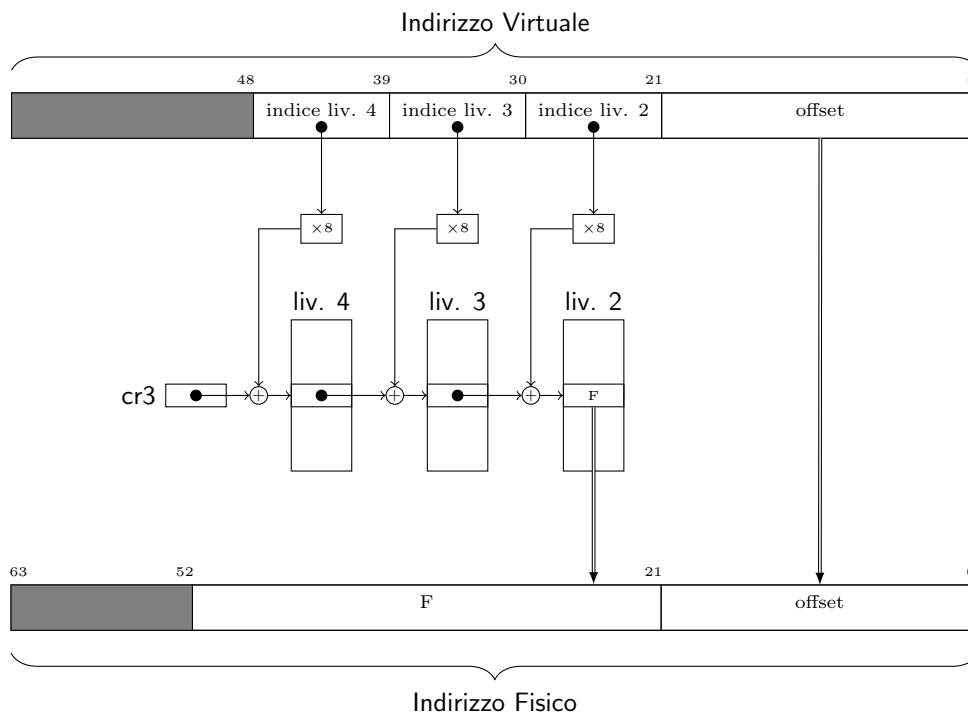 Indirizzo Virtuale
48 39 30 21
indice liv. 4 indice liv. 3 indice liv. 2 offset
×8 ×8 ×8
liv. 4 liv. 3 liv. 2
cr3 + + + F
63 52 21
F offset
Indirizzo Fisico